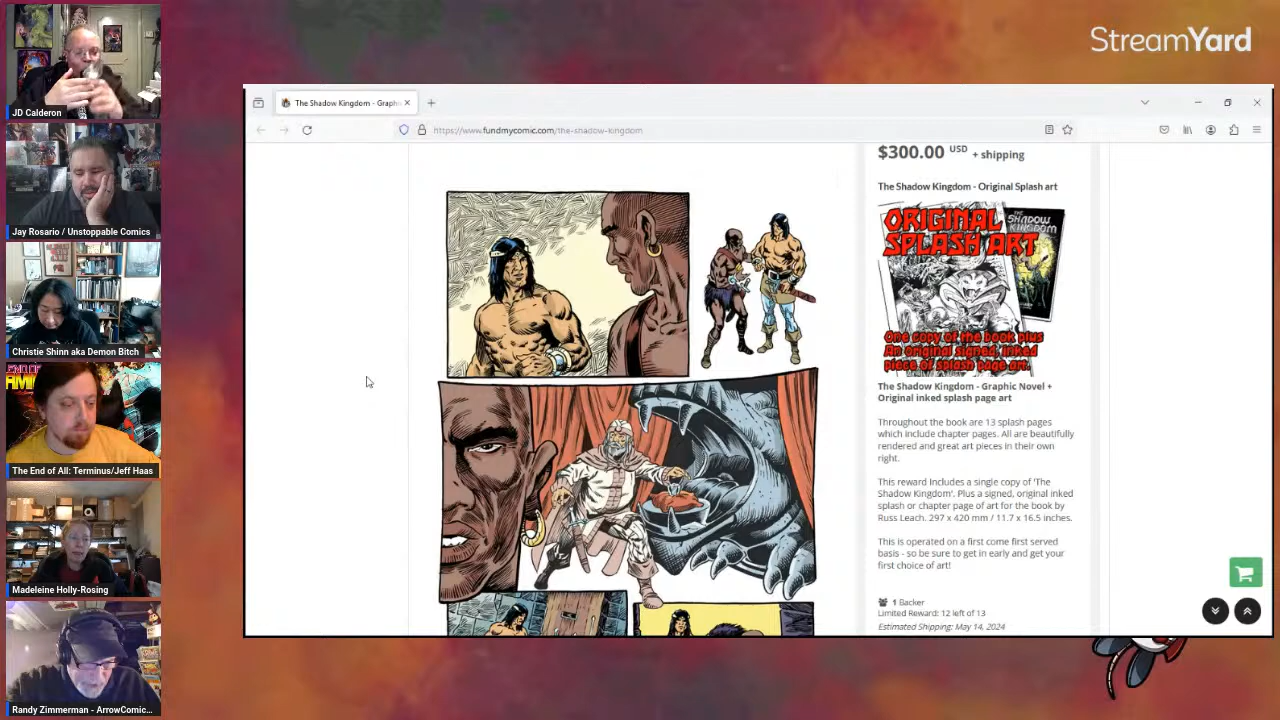 StreamYard
JD Calderon
Jay Rosario / Unstoppable Comics
Christie Shinn aka Demon Bitch
The End of All: Terminus/Jeff Haas
Madeleine Holly-Rosing
Randy Zimmerman - ArrowComic...
The Shadow Kingdom - Graph
https://www.fundmycomic.com/the-shadow-kingdom
$300.00 USD + shipping
The Shadow Kingdom - Original Splash art
ORIGINAL
SPLASH ART
THE
SHADOW
KINGDOM
One copy of the book plus
An original signed, inked
piece of splash page art.
The Shadow Kingdom - Graphic Novel +
Original inked splash page art
Throughout the book are 13 splash pages
which include chapter pages. All are beautifully
rendered and great art pieces in their own
right.
This reward Includes a single copy of 'The
Shadow Kingdom'. Plus a signed, original inked
splash or chapter page of art for the book by
Russ Leach. 297 x 420 mm / 11.7 x 16.5 inches.
This is operated on a first come first served
basis - so be sure to get in early and get your
first choice of art!
1 Backer
Limited Reward: 12 left of 13
Estimated Shipping: May 14, 2024